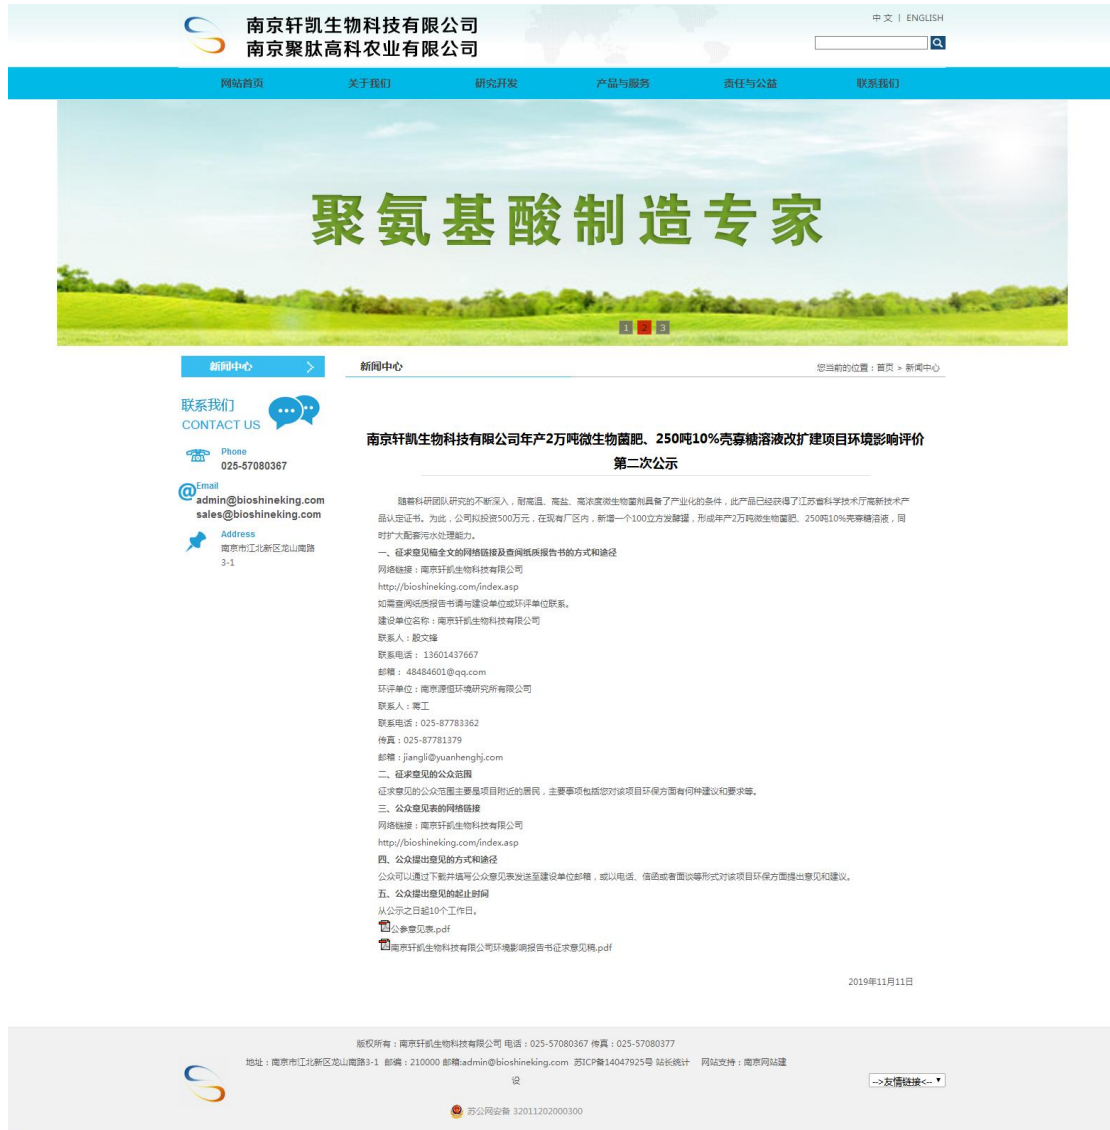 南京轩凯生物科技有限公司
南京聚肽高科农业有限公司
中 文 | ENGLISH
网站首页 关于我们 研究开发 产品与服务 责任与公益 联系我们
聚氨基酸制造专家
1 2 3
新闻中心
联系我们
CONTACT US
Phone
025-57080367
Email
admin@bioshineking.com
sales@bioshineking.com
Address
南京市江北新区龙山南路
3-1
新闻中心
您当前的位置：首页 > 新闻中心
南京轩凯生物科技有限公司年产2万吨微生物菌肥、250吨10%壳寡糖溶液改扩建项目环境影响评价
第二次公示
随着科研团队研究的不断深入，耐高温、高盐、高浓度微生物菌剂具备了产业化的条件，此产品已经获得了江苏省科学技术厅高新技术产
品认定证书。为此，公司拟投资500万元，在现有厂区内，新增一个100立方发酵罐，形成年产2万吨微生物菌肥、250吨10%壳寡糖溶液，同
时扩大配套污水处理能力。
一、征求意见稿全文的网络链接及查阅纸质报告书的方式和途径
网络链接：南京轩凯生物科技有限公司
http://bioshineking.com/index.asp
如需查阅纸质报告书请与建设单位或环评单位联系。
建设单位名称：南京轩凯生物科技有限公司
联系人：殷文锋
联系电话： 13601437667
邮箱： 48484601@qq.com
环评单位：南京源恒环境研究所有限公司
联系人：蒋工
联系电话：025-87783362
传真：025-87781379
邮箱：jiangli@yuanhenghj.com
二、征求意见的公众范围
征求意见的公众范围主要是项目附近的居民，主要事项包括您对该项目环保方面有何种建议和要求等。
三、公众意见表的网络链接
网络链接：南京轩凯生物科技有限公司
http://bioshineking.com/index.asp
四、公众提出意见的方式和途径
公众可以通过下载并填写公众意见表发送至建设单位邮箱，或以电话、信函或者面谈等形式对该项目环保方面提出意见和建议。
五、公众提出意见的起止时间
从公示之日起10个工作日。
公参意见表.pdf
南京轩凯生物科技有限公司环境影响报告书征求意见稿.pdf
2019年11月11日
版权所有：南京轩凯生物科技有限公司 电话：025-57080367 传真：025-57080377
地址：南京市江北新区龙山南路3-1 邮编：210000 邮箱:admin@bioshineking.com 苏ICP备14047925号 站长统计 网站支持：南京网站建
设
-->友情链接<--
苏公网安备 32011202000300